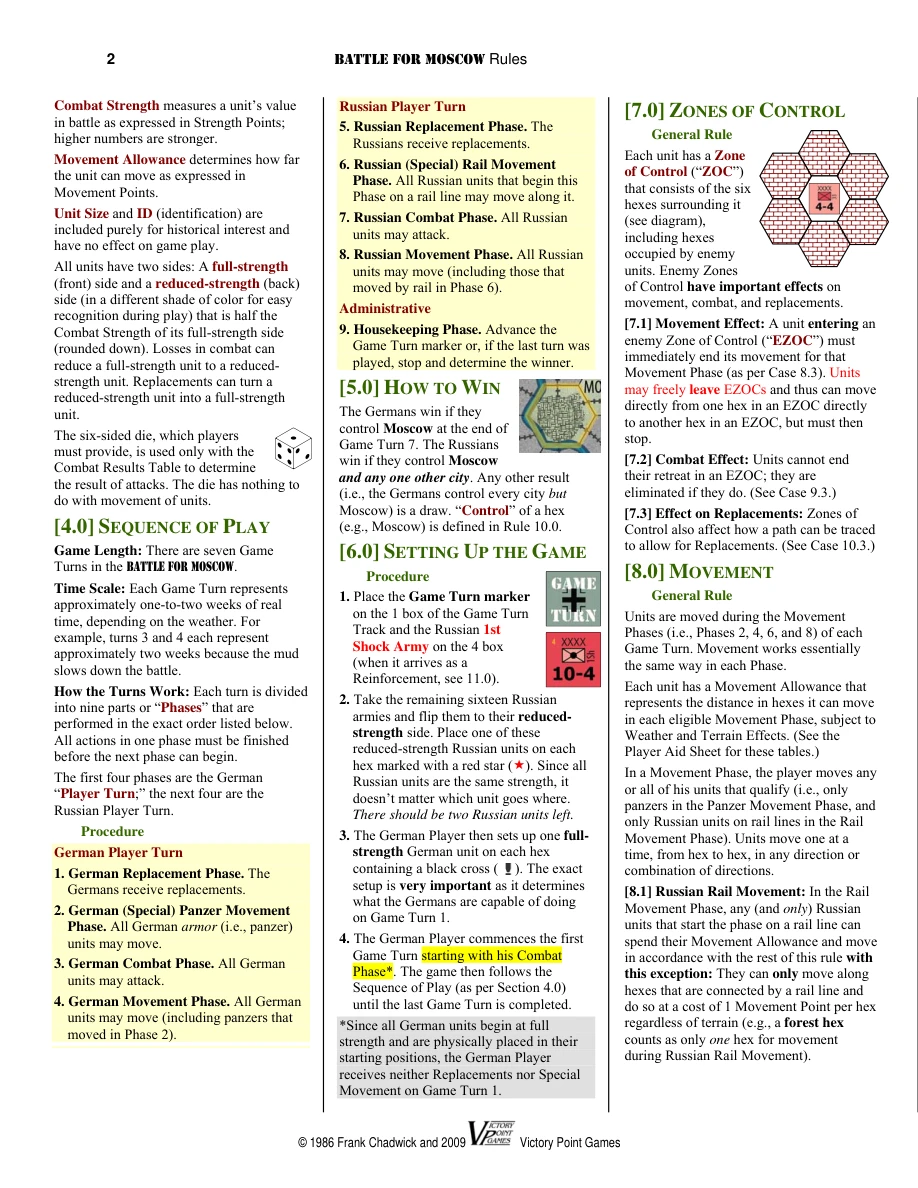 2
BATTLE FOR MOSCOW Rules
Combat Strength measures a unit’s value
in battle as expressed in Strength Points;
higher numbers are stronger.
Movement Allowance determines how far
the unit can move as expressed in
Movement Points.
Unit Size and ID (identification) are
included purely for historical interest and
have no effect on game play.
All units have two sides: A full-strength
(front) side and a reduced-strength (back)
side (in a different shade of color for easy
recognition during play) that is half the
Combat Strength of its full-strength side
(rounded down). Losses in combat can
reduce a full-strength unit to a reduced-
strength unit. Replacements can turn a
reduced-strength unit into a full-strength
unit.
The six-sided die, which players
must provide, is used only with the
Combat Results Table to determine
the result of attacks. The die has nothing to
do with movement of units.
[4.0] SEQUENCE OF PLAY
Game Length: There are seven Game
Turns in the BATTLE FOR MOSCOW.
Time Scale: Each Game Turn represents
approximately one-to-two weeks of real
time, depending on the weather. For
example, turns 3 and 4 each represent
approximately two weeks because the mud
slows down the battle.
How the Turns Work: Each turn is divided
into nine parts or “Phases” that are
performed in the exact order listed below.
All actions in one phase must be finished
before the next phase can begin.
The first four phases are the German
“Player Turn;” the next four are the
Russian Player Turn.
Procedure
German Player Turn
1. German Replacement Phase. The
Germans receive replacements.
2. German (Special) Panzer Movement
Phase. All German armor (i.e., panzer)
units may move.
3. German Combat Phase. All German
units may attack.
4. German Movement Phase. All German
units may move (including panzers that
moved in Phase 2).
Russian Player Turn
5. Russian Replacement Phase. The
Russians receive replacements.
6. Russian (Special) Rail Movement
Phase. All Russian units that begin this
Phase on a rail line may move along it.
7. Russian Combat Phase. All Russian
units may attack.
8. Russian Movement Phase. All Russian
units may move (including those that
moved by rail in Phase 6).
Administrative
9. Housekeeping Phase. Advance the
Game Turn marker or, if the last turn was
played, stop and determine the winner.
[5.0] HOW TO WIN
MO
The Germans win if they
control Moscow at the end of
Game Turn 7. The Russians
win if they control Moscow
and any one other city. Any other result
(i.e., the Germans control every city but
Moscow) is a draw. “Control” of a hex
(e.g., Moscow) is defined in Rule 10.0.
[6.0] SETTING UP THE GAME
Procedure
GAME
TURN
1. Place the Game Turn marker
on the 1 box of the Game Turn
Track and the Russian 1st
Shock Army on the 4 box
(when it arrives as a
Reinforcement, see 11.0).
4 XXXX
1Sh
10-4
2. Take the remaining sixteen Russian
armies and flip them to their reduced-
strength side. Place one of these
reduced-strength Russian units on each
hex marked with a red star (★). Since all
Russian units are the same strength, it
doesn’t matter which unit goes where.
There should be two Russian units left.
3. The German Player then sets up one full-
strength German unit on each hex
containing a black cross ( ). The exact
setup is very important as it determines
what the Germans are capable of doing
on Game Turn 1.
4. The German Player commences the first
Game Turn starting with his Combat
Phase*. The game then follows the
Sequence of Play (as per Section 4.0)
until the last Game Turn is completed.
*Since all German units begin at full
strength and are physically placed in their
starting positions, the German Player
receives neither Replacements nor Special
Movement on Game Turn 1.
[7.0] ZONES OF CONTROL
General Rule
Each unit has a Zone
of Control (“ZOC”)
that consists of the six
hexes surrounding it
(see diagram),
including hexes
occupied by enemy
units. Enemy Zones
of Control have important effects on
movement, combat, and replacements.
XXXX
4-4
[7.1] Movement Effect: A unit entering an
enemy Zone of Control (“EZOC”) must
immediately end its movement for that
Movement Phase (as per Case 8.3). Units
may freely leave EZOCs and thus can move
directly from one hex in an EZOC directly
to another hex in an EZOC, but must then
stop.
[7.2] Combat Effect: Units cannot end
their retreat in an EZOC; they are
eliminated if they do. (See Case 9.3.)
[7.3] Effect on Replacements: Zones of
Control also affect how a path can be traced
to allow for Replacements. (See Case 10.3.)
[8.0] MOVEMENT
General Rule
Units are moved during the Movement
Phases (i.e., Phases 2, 4, 6, and 8) of each
Game Turn. Movement works essentially
the same way in each Phase.
Each unit has a Movement Allowance that
represents the distance in hexes it can move
in each eligible Movement Phase, subject to
Weather and Terrain Effects. (See the
Player Aid Sheet for these tables.)
In a Movement Phase, the player moves any
or all of his units that qualify (i.e., only
panzers in the Panzer Movement Phase, and
only Russian units on rail lines in the Rail
Movement Phase). Units move one at a
time, from hex to hex, in any direction or
combination of directions.
[8.1] Russian Rail Movement: In the Rail
Movement Phase, any (and only) Russian
units that start the phase on a rail line can
spend their Movement Allowance and move
in accordance with the rest of this rule with
this exception: They can only move along
hexes that are connected by a rail line and
do so at a cost of 1 Movement Point per hex
regardless of terrain (e.g., a forest hex
counts as only one hex for movement
during Russian Rail Movement).
© 1986 Frank Chadwick and 2009 VICTORY POINT GAMES Victory Point Games